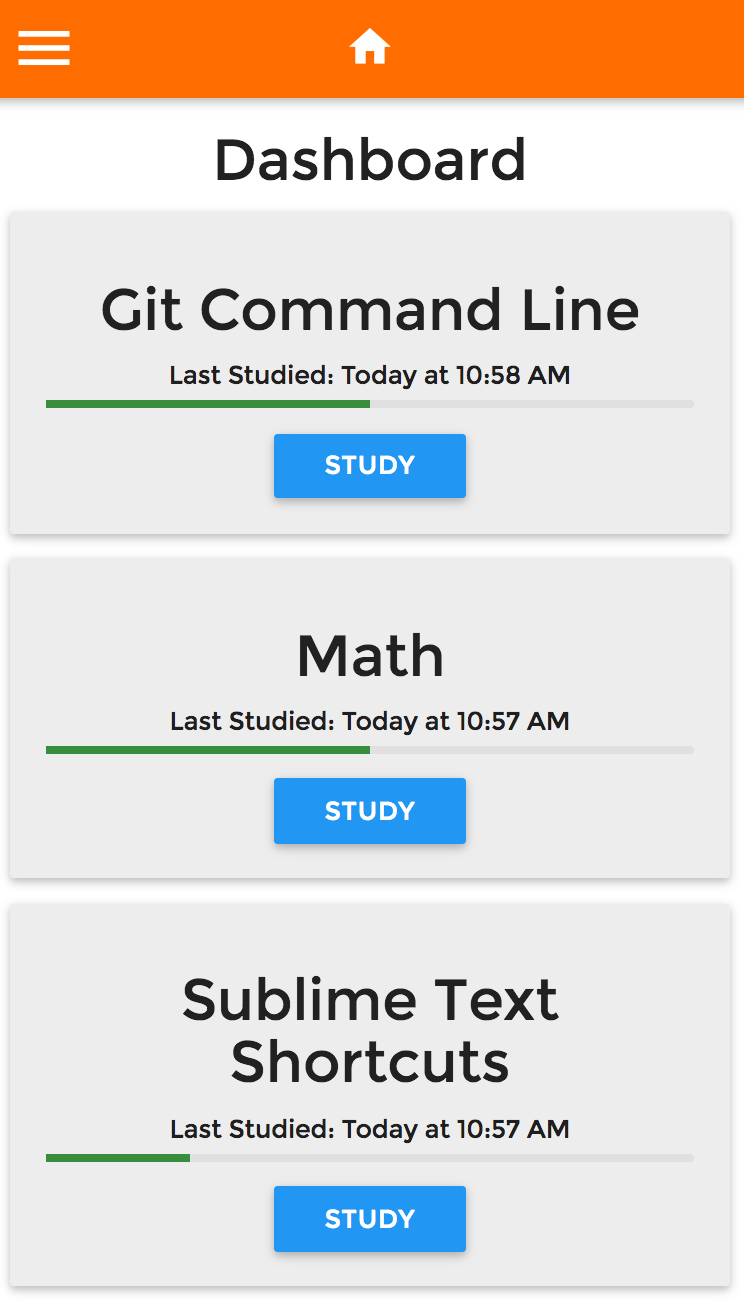 Dashboard
Git Command Line
Last Studied: Today at 10:58 AM
STUDY
Math
Last Studied: Today at 10:57 AM
STUDY
Sublime Text
Shortcuts
Last Studied: Today at 10:57 AM
STUDY